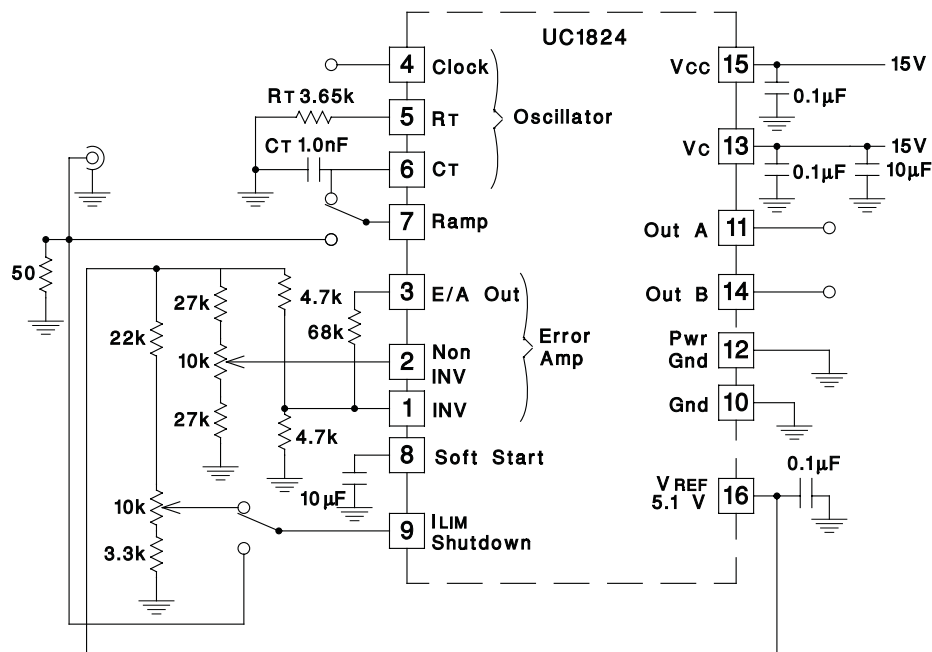 UC1824
4 Clock
RT 3.65k
5 RT
Oscillator
CT 1.0nF
6 CT
7 Ramp
50
3 E/A Out
4.7k
27k
68k
22k
Error
Amp
10k
2 Non
INV
27k
1 INV
4.7k
8 Soft Start
10 µF
10k
9 ILIM
Shutdown
3.3k
VCC 15
15V
0.1µF
VC 13
15V
0.1µF
10µF
Out A 11
Out B 14
Pwr
Gnd 12
Gnd 10
0.1µF
VREF
5.1 V 16